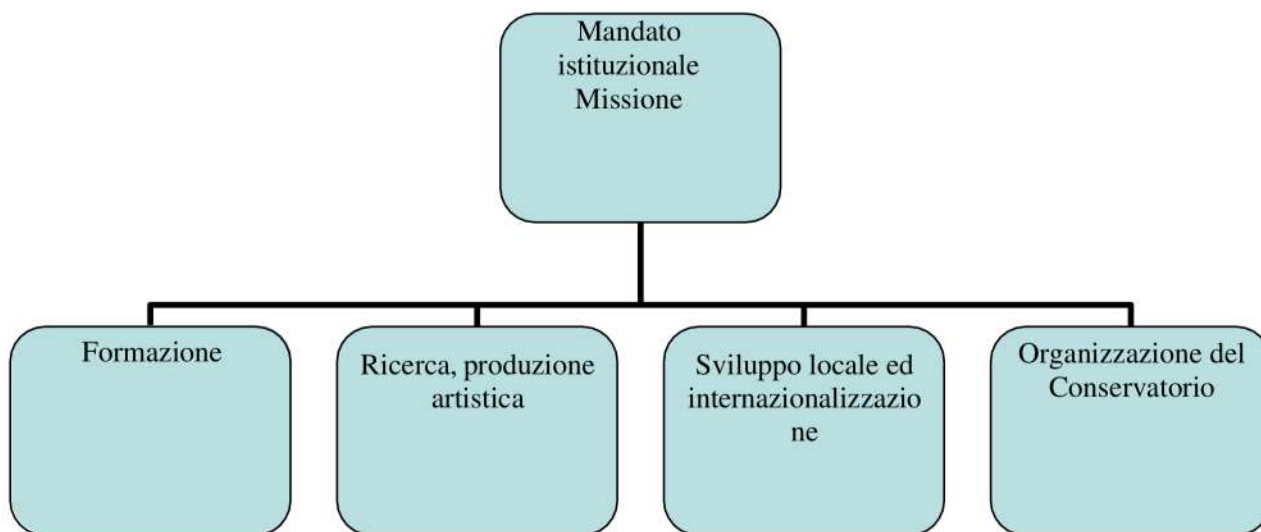 Mandato
istituzionale
Missione
Formazione
Ricerca, produzione
artistica
Sviluppo locale ed
internazionalizzazio
ne
Organizzazione del
Conservatorio